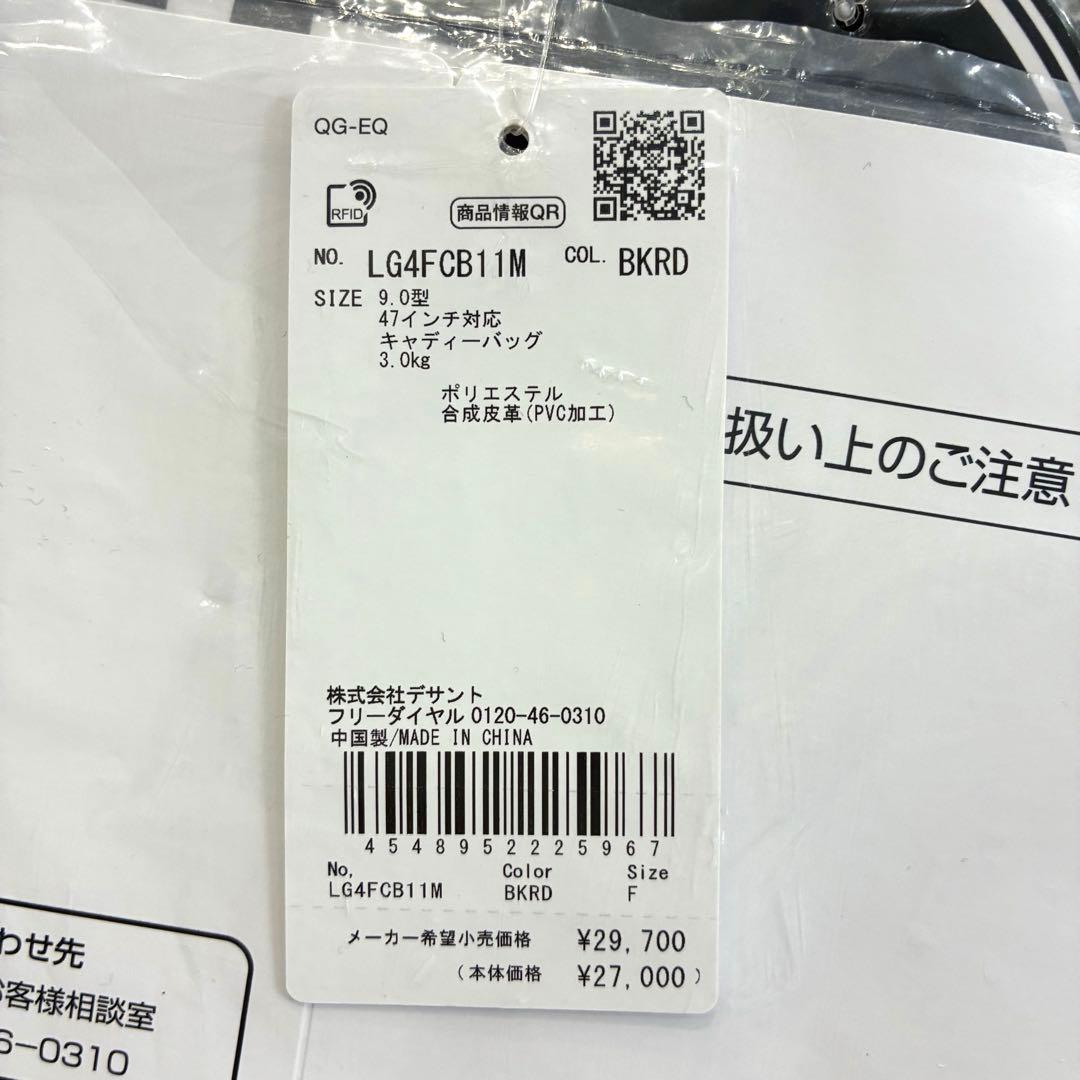 QG-EQ
RFID
商品情報QR
NO. LG4FCB11M COL. BKRD
SIZE 9.0型
47インチ対応
キャディーバッグ
3.0kg
ポリエステル
合成皮革(PVC加工)
株式会社デサント
フリーダイヤル 0120-46-0310
中国製/MADE IN CHINA
4548952225967
No, Color Size
LG4FCB11M BKRD F
メーカー希望小売価格 ¥29,700
(本体価格 ¥27,000)
扱い上のご注意
わせ先
お客様相談室
6-0310